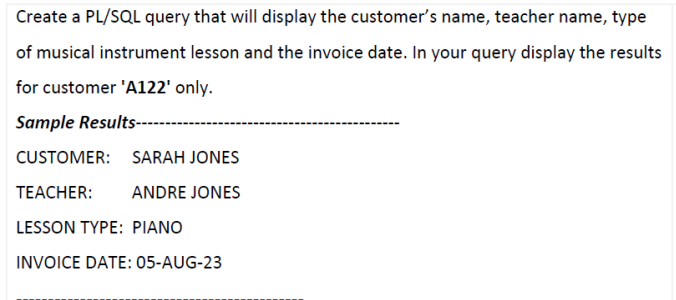 Create a PL/SQL query that will display the customer’s name, teacher name, type
of musical instrument lesson and the invoice date. In your query display the results
for customer 'A122' only.
Sample Results---------------------------------------------
CUSTOMER: SARAH JONES
TEACHER: ANDRE JONES
LESSON TYPE: PIANO
INVOICE DATE: 05-AUG-23
---------------------------------------------